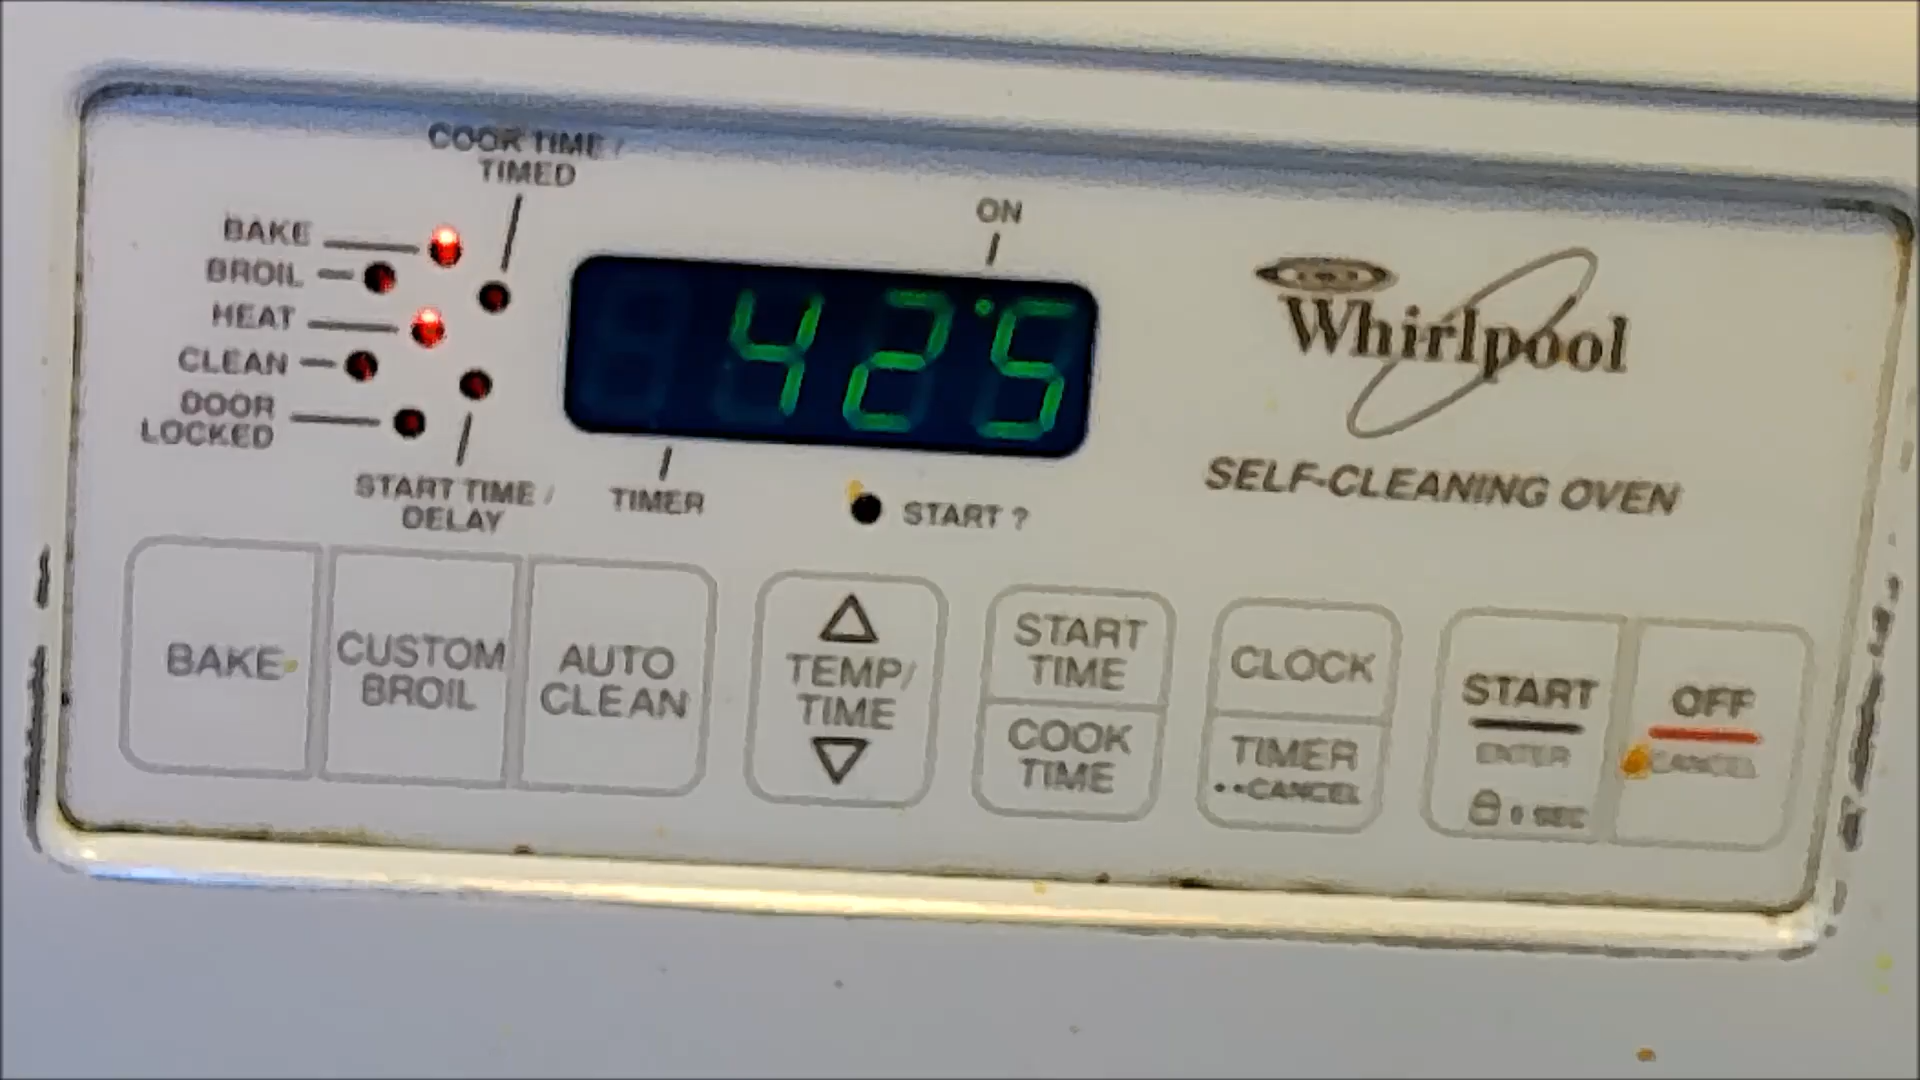 COOK TIME /
TIMED
ON
BAKE
BROIL
HEAT
CLEAN
DOOR
LOCKED
425
Whirlpool
SELF-CLEANING OVEN
START TIME /
DELAY
TIMER
START ?
BAKE
CUSTOM
BROIL
AUTO
CLEAN
TEMP/
TIME
START
TIME
COOK
TIME
CLOCK
TIMER
••CANCEL
START
ENTER
SEC
OFF
CANCEL